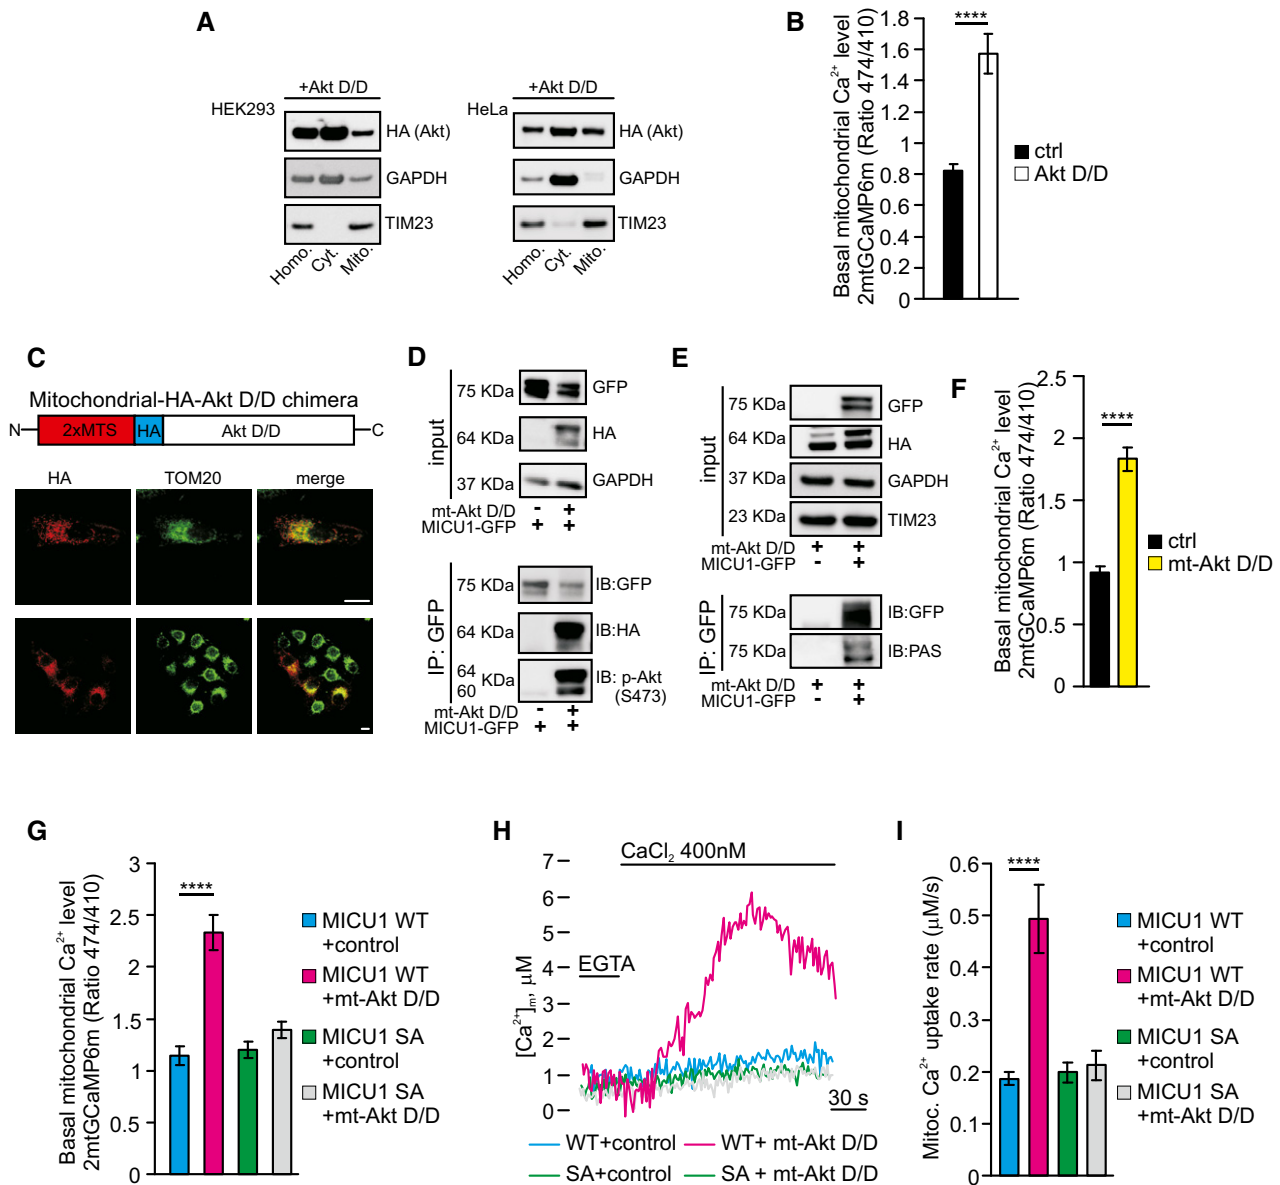 A
+Akt D/D
HEK293
HA (Akt)
GAPDH
TIM23
Homo. Cyt. Mito.
+Akt D/D
HeLa
HA (Akt)
GAPDH
TIM23
Homo. Cyt. Mito.
B
Basal mitochondrial Ca²⁺ level
2mtGCaMP6m (Ratio 474/410)
1.8
1.6
1.4
1.2
1
0.8
0.6
0.4
0.2
0
****
ctrl
Akt D/D
C
Mitochondrial-HA-Akt D/D chimera
N 2xMTS HA Akt D/D C
HA TOM20 merge
D
input
75 KDa GFP
64 KDa HA
37 KDa GAPDH
mt-Akt D/D - +
MICU1-GFP + +
IP: GFP
75 KDa IB:GFP
64 KDa IB:HA
64
60 KDa IB: p-Akt
(S473)
mt-Akt D/D - +
MICU1-GFP + +
E
input
75 KDa GFP
64 KDa HA
37 KDa GAPDH
23 KDa TIM23
mt-Akt D/D + +
MICU1-GFP - +
IP: GFP
75 KDa IB:GFP
75 KDa IB:PAS
mt-Akt D/D + +
MICU1-GFP - +
F
Basal mitochondrial Ca²⁺ level
2mtGCaMP6m (Ratio 474/410)
2.5
2
1.5
1
0.5
0
****
ctrl
mt-Akt D/D
G
Basal mitochondrial Ca²⁺ level
2mtGCaMP6m (Ratio 474/410)
3
2.5
2
1.5
1
0.5
0
****
MICU1 WT
+control
MICU1 WT
+mt-Akt D/D
MICU1 SA
+control
MICU1 SA
+mt-Akt D/D
H
CaCl₂ 400nM
EGTA
[Ca²⁺]ₘ, µM
7
6
5
4
3
2
1
0
30 s
WT+control WT+ mt-Akt D/D
SA+control SA + mt-Akt D/D
I
Mitoc. Ca²⁺ uptake rate (µM/s)
0.6
0.5
0.4
0.3
0.2
0.1
0
****
MICU1 WT
+control
MICU1 WT
+mt-Akt D/D
MICU1 SA
+control
MICU1 SA
+mt-Akt D/D